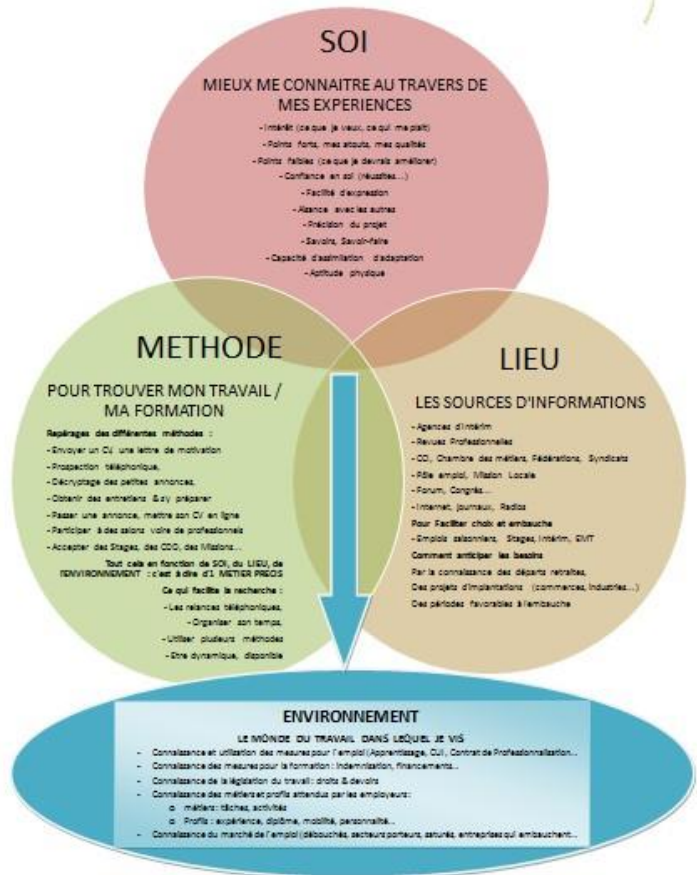 SOI
MIEUX ME CONNAITRE AU TRAVERS DE
MES EXPERIENCES
- Intérêt (ce que je veux, ce qui me plaît)
- Points forts, mes atouts, mes qualités
- Points faibles (ce que je devrais améliorer)
- Confiance en soi (réussites...)
- Facilité d'expression
- Aisance avec les autres
- Précision du projet
- Savoirs, Savoir-faire
- Capacité d'assimilation d'adaptation
- Aptitude physique
METHODE
POUR TROUVER MON TRAVAIL /
MA FORMATION
Repérages des différentes méthodes :
- Envoyer un CV, une lettre de motivation
- Prospection téléphonique,
- Décryptage des petites annonces,
- Obtenir des entretiens & s'y préparer
- Passer une annonce, mettre son CV en ligne
- Participer à des salons voire de professionnels
- Accepter des Stages, des CDD, des Missions...
Tout cela en fonction de SOI, du LIEU, de
l'ENVIRONNEMENT : c'est à dire d'1 METIER PRECIS
Ce qui facilite la recherche :
- Les relances téléphoniques,
- Organiser son temps,
- Utiliser plusieurs méthodes
- Etre dynamique, disponible
LIEU
LES SOURCES D'INFORMATIONS
- Agences d'intérim
- Revues Professionnelles
- CCI, Chambre des métiers, Fédérations, Syndicats
- Pôle emploi, Mission Locale
- Forum, Congrès...
- Internet, journaux, Radios
Pour Faciliter choix et embauche
- Emplois saisonniers, Stages, Intérim, EMT
Comment anticiper les besoins
Par la connaissance des départs retraites,
Des projets d'implantations (commerces, industries...)
Des périodes favorables à l'embauche
ENVIRONNEMENT
LE MONDE DU TRAVAIL DANS LEQUEL JE VIS
- Connaissance et utilisation des mesures pour l'emploi (Apprentissage, CUI, Contrat de Professionnalisation...
- Connaissance des mesures pour la formation : indemnisation, financements...
- Connaissance de la législation du travail : droits & devoirs
- Connaissance des métiers et profils attendus par les employeurs :
o métiers : tâches, activités
o Profils : expérience, diplôme, mobilité, personnalité...
- Connaissance du marché de l'emploi (débouchés, secteurs porteurs, saturés, entreprises qui embauchent...